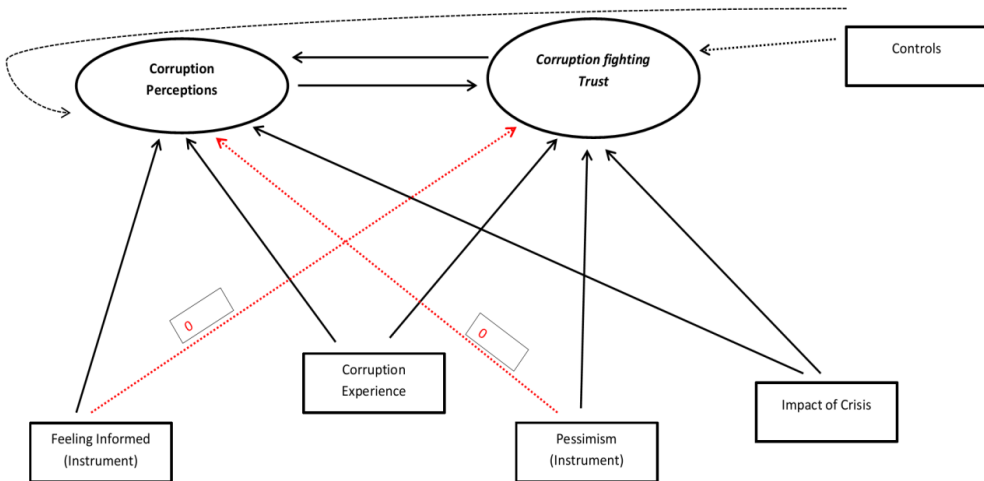 Corruption
Perceptions
Corruption fighting
Trust
Controls
0
0
Corruption
Experience
Impact of Crisis
Feeling Informed
(Instrument)
Pessimism
(Instrument)